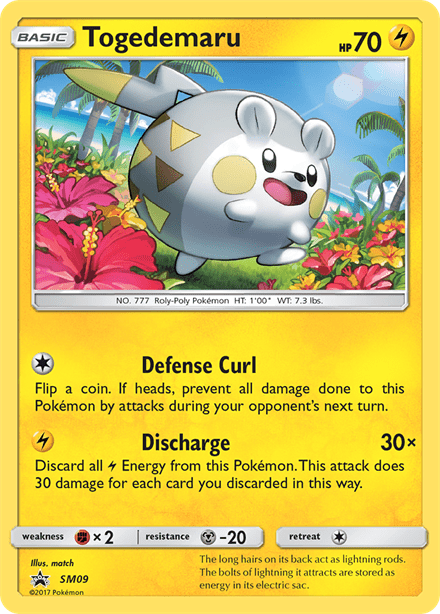 BASIC Togedemaru HP 70
NO. 777 Roly-Poly Pokémon HT: 1'00" WT: 7.3 lbs.
Defense Curl
Flip a coin. If heads, prevent all damage done to this
Pokémon by attacks during your opponent's next turn.
Discharge 30×
Discard all Energy from this Pokémon. This attack does
30 damage for each card you discarded in this way.
weakness × 2 resistance -20 retreat
Illus. match
The long hairs on its back act as lightning rods.
The bolts of lightning it attracts are stored as
energy in its electric sac.
SM09
©2017 Pokémon